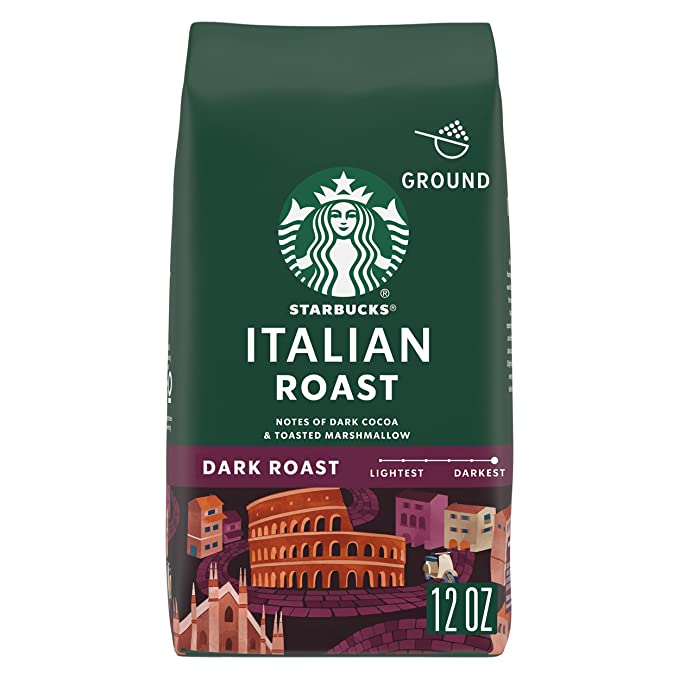 GROUND
STARBUCKS®
ITALIAN
ROAST
NOTES OF DARK COCOA
& TOASTED MARSHMALLOW
DARK ROAST
LIGHTEST DARKEST
12 OZ